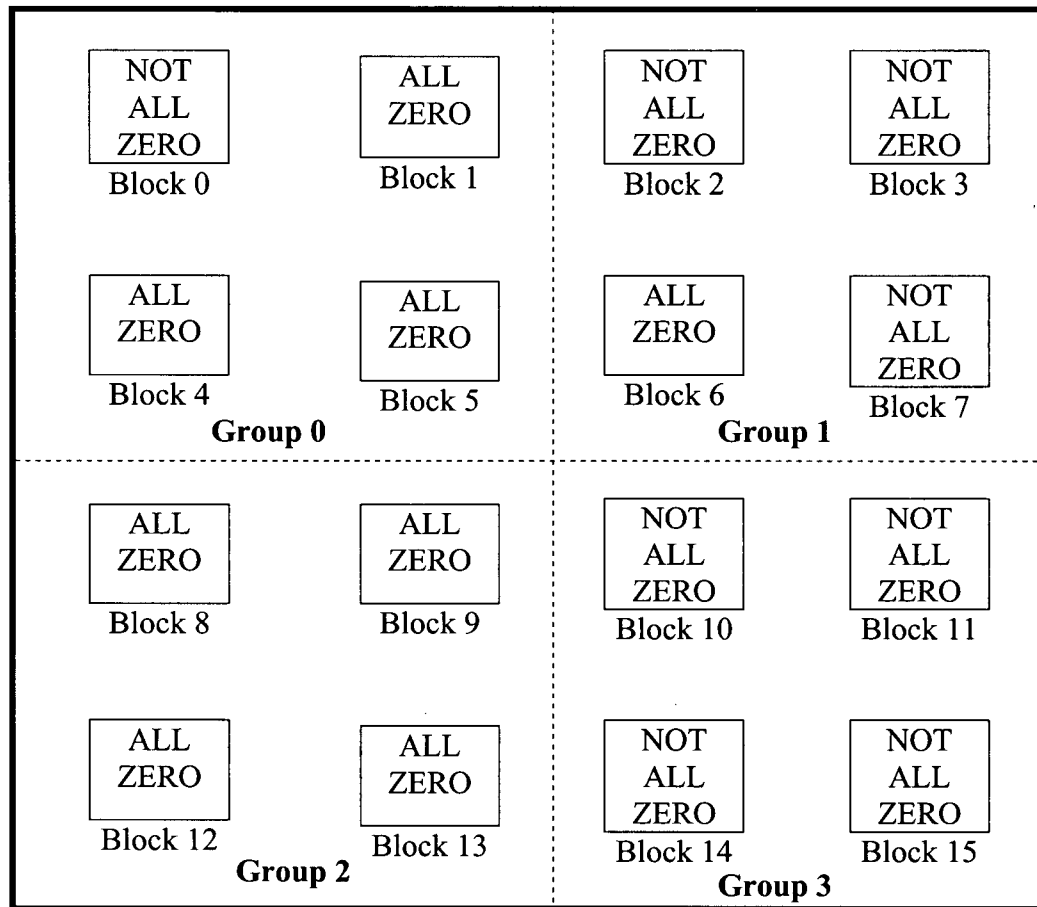 NOT
ALL
ZERO
Block 0
ALL
ZERO
Block 1
ALL
ZERO
Block 4
ALL
ZERO
Block 5
Group 0
NOT
ALL
ZERO
Block 2
NOT
ALL
ZERO
Block 3
ALL
ZERO
Block 6
NOT
ALL
ZERO
Block 7
Group 1
ALL
ZERO
Block 8
ALL
ZERO
Block 9
ALL
ZERO
Block 12
ALL
ZERO
Block 13
Group 2
NOT
ALL
ZERO
Block 10
NOT
ALL
ZERO
Block 11
NOT
ALL
ZERO
Block 14
NOT
ALL
ZERO
Block 15
Group 3